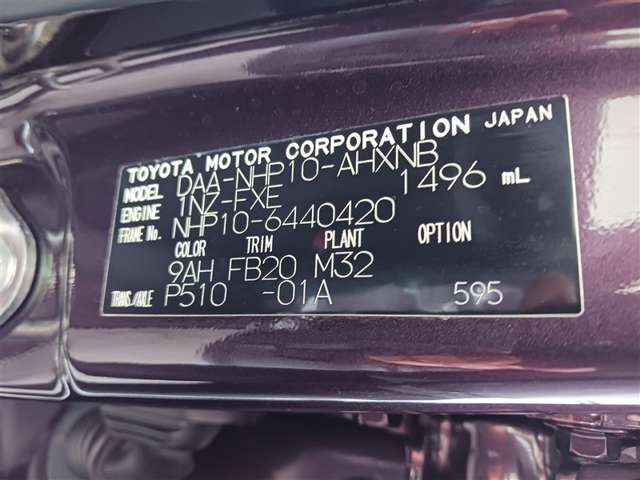 TOYOTA MOTOR CORPORATION JAPAN
MODEL DAA-NHP10-AHXNB
ENGINE 1NZ-FXE 1496 mL
FRAME No. NHP10-6440420
COLOR TRIM PLANT OPTION
9AH FB20 M32
TRANS./AXLE P510 -01A 595